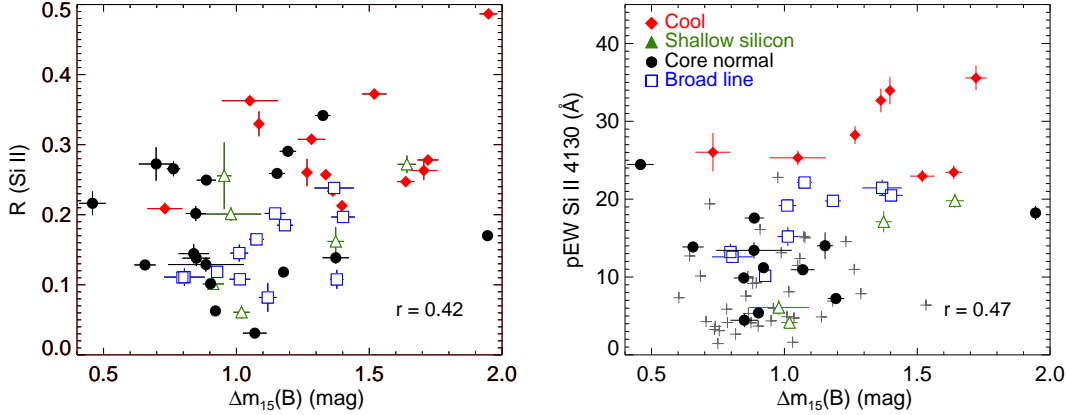 0.5
0.4
0.3
0.2
0.1
0.0
R (Si II)
0.5
1.0
1.5
2.0
Δm15(B) (mag)
r = 0.42
40
30
20
10
0
pEW Si II 4130 (Å)
Cool
Shallow silicon
Core normal
Broad line
r = 0.47
0.5
1.0
1.5
2.0
Δm15(B) (mag)